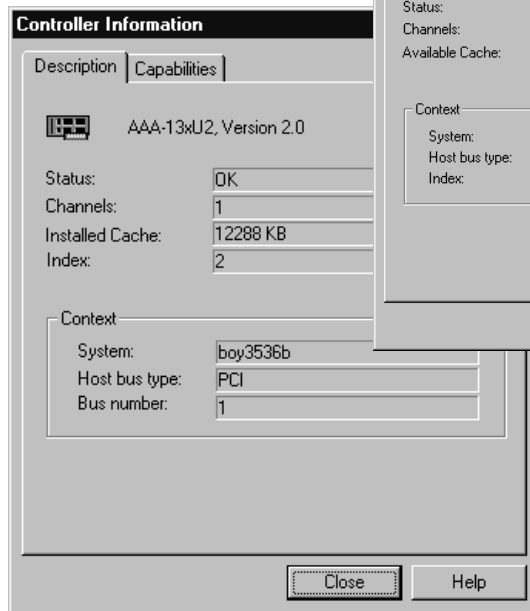 Controller Information
Description Capabilities
AAA-13xU2, Version 2.0
Status: OK
Channels: 1
Installed Cache: 12288 KB
Index: 2
Context
System: boy3536b
Host bus type: PCI
Bus number: 1
Close Help
Status:
Channels:
Available Cache:
Context
System:
Host bus type:
Index: